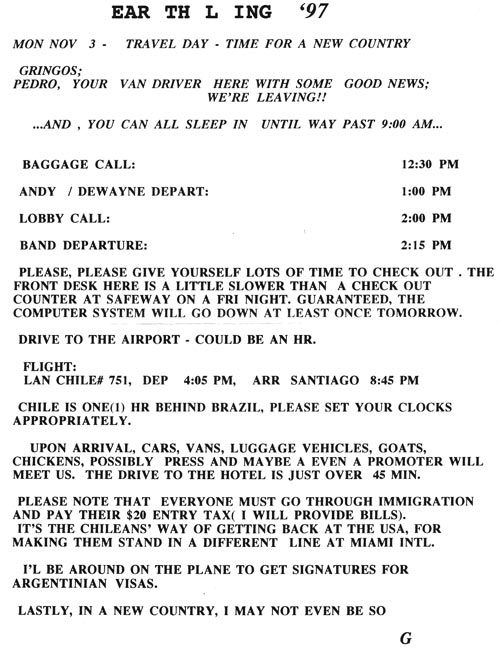 EAR TH L ING '97
MON NOV 3 - TRAVEL DAY - TIME FOR A NEW COUNTRY
GRINGOS;
PEDRO, YOUR VAN DRIVER HERE WITH SOME GOOD NEWS;
WE'RE LEAVING!!
...AND , YOU CAN ALL SLEEP IN UNTIL WAY PAST 9:00 AM...
BAGGAGE CALL: 12:30 PM
ANDY / DEWAYNE DEPART: 1:00 PM
LOBBY CALL: 2:00 PM
BAND DEPARTURE: 2:15 PM
PLEASE, PLEASE GIVE YOURSELF LOTS OF TIME TO CHECK OUT . THE
FRONT DESK HERE IS A LITTLE SLOWER THAN A CHECK OUT
COUNTER AT SAFEWAY ON A FRI NIGHT. GUARANTEED, THE
COMPUTER SYSTEM WILL GO DOWN AT LEAST ONCE TOMORROW.
DRIVE TO THE AIRPORT - COULD BE AN HR.
FLIGHT:
LAN CHILE# 751, DEP 4:05 PM, ARR SANTIAGO 8:45 PM
CHILE IS ONE(1) HR BEHIND BRAZIL, PLEASE SET YOUR CLOCKS
APPROPRIATELY.
UPON ARRIVAL, CARS, VANS, LUGGAGE VEHICLES, GOATS,
CHICKENS, POSSIBLY PRESS AND MAYBE A EVEN A PROMOTER WILL
MEET US. THE DRIVE TO THE HOTEL IS JUST OVER 45 MIN.
PLEASE NOTE THAT EVERYONE MUST GO THROUGH IMMIGRATION
AND PAY THEIR $20 ENTRY TAX( I WILL PROVIDE BILLS).
IT'S THE CHILEANS' WAY OF GETTING BACK AT THE USA, FOR
MAKING THEM STAND IN A DIFFERENT LINE AT MIAMI INTL.
I'L BE AROUND ON THE PLANE TO GET SIGNATURES FOR
ARGENTINIAN VISAS.
LASTLY, IN A NEW COUNTRY, I MAY NOT EVEN BE SO
G